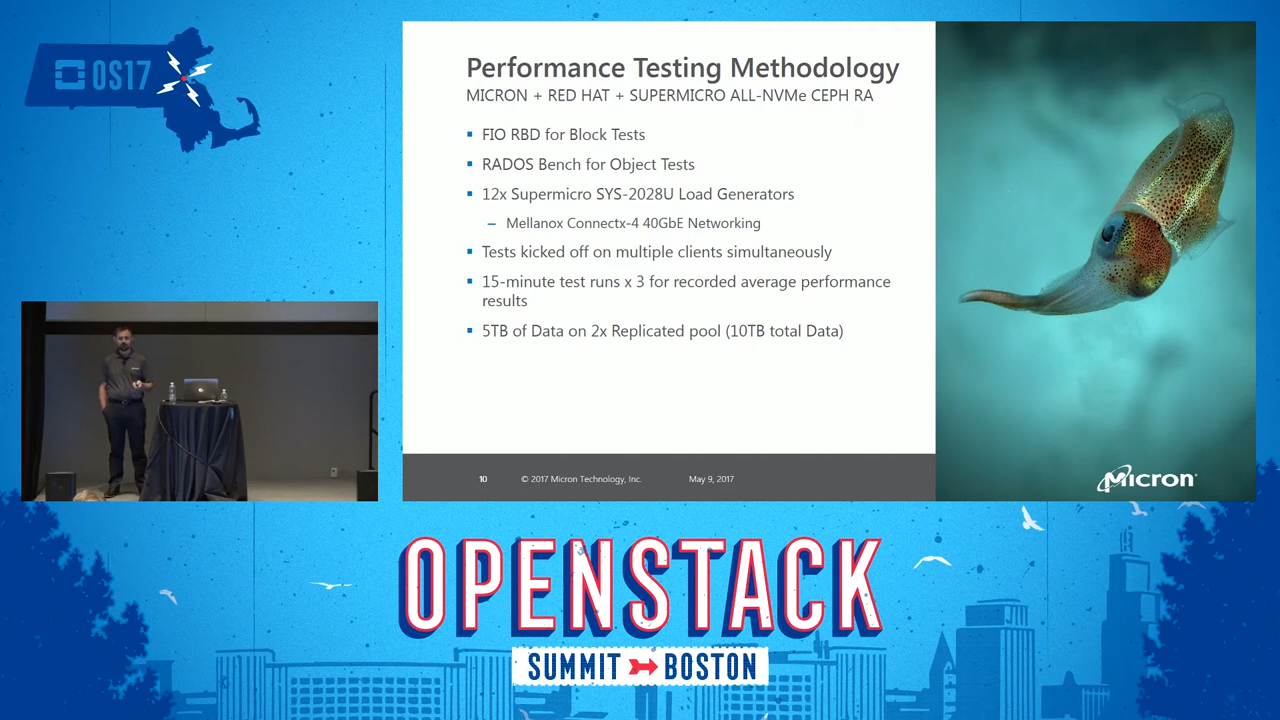 OS17
Performance Testing Methodology
MICRON + RED HAT + SUPERMICRO ALL-NVMe CEPH RA
▪ FIO RBD for Block Tests
▪ RADOS Bench for Object Tests
▪ 12x Supermicro SYS-2028U Load Generators
– Mellanox Connectx-4 40GbE Networking
▪ Tests kicked off on multiple clients simultaneously
▪ 15-minute test runs x 3 for recorded average performance
results
▪ 5TB of Data on 2x Replicated pool (10TB total Data)
10 © 2017 Micron Technology, Inc. May 9, 2017
Micron
OPENSTACK
SUMMIT BOSTON